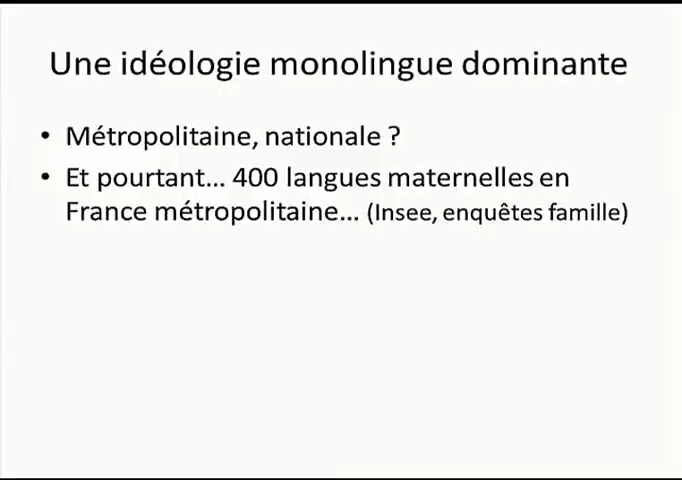 Une idéologie monolingue dominante
• Métropolitaine, nationale ?
• Et pourtant... 400 langues maternelles en
France métropolitaine... (Insee, enquêtes famille)